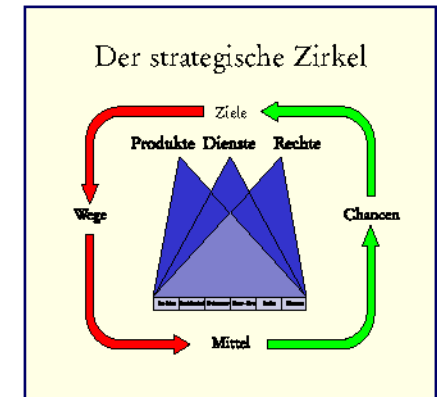 Der strategische Zirkel
Ziele
Produkte Dienste Rechte
Wege
Chancen
Mittel